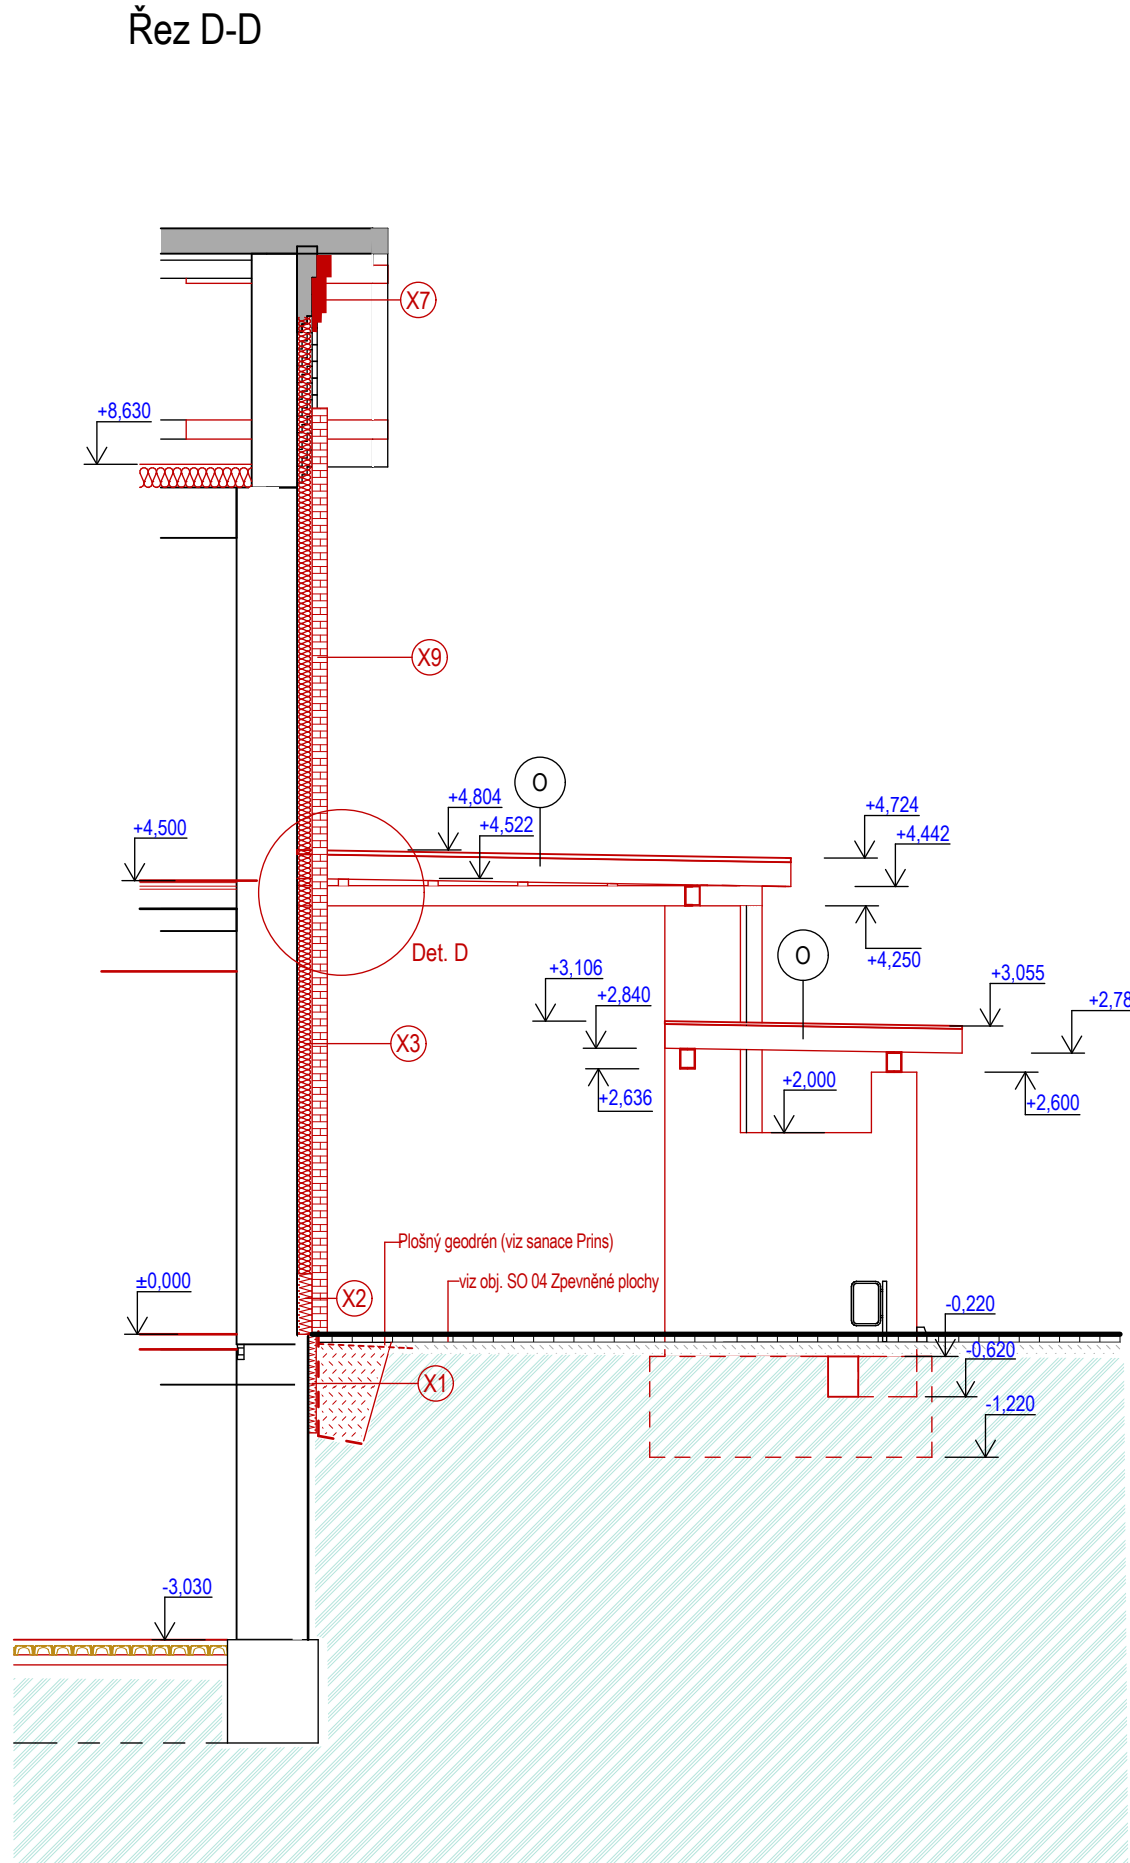 Řez D-D
X7
+8,630
X9
O
+4,804
+4,724
+4,522
+4,500
+4,442
Det. D
O
+4,250
+3,106
+3,055
+2,840
+2,78
X3
+2,000
+2,636
+2,600
Plošný geodrén (viz sanace Prins)
viz obj. SO 04 Zpevněné plochy
±0,000
X2
-0,220
-0,620
X1
-1,220
-3,030